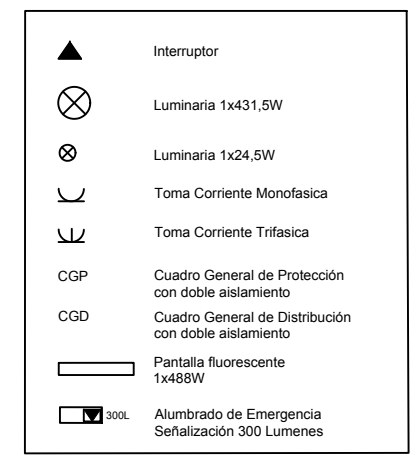 Interruptor
Luminaria 1x431,5W
Luminaria 1x24,5W
Toma Corriente Monofasica
Toma Corriente Trifasica
CGP Cuadro General de Protección
con doble aislamiento
CGD Cuadro General de Distribución
con doble aislamiento
Pantalla fluorescente
1x488W
300L Alumbrado de Emergencia
Señalización 300 Lumenes